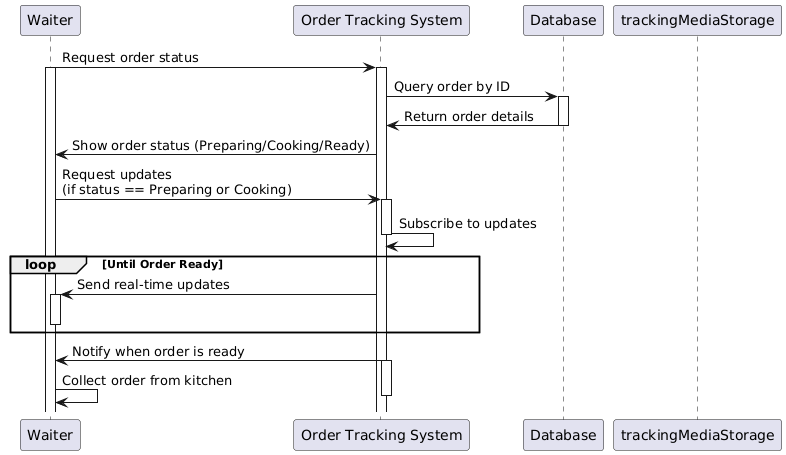 Waiter
Order Tracking System
Database
trackingMediaStorage
Request order status
Query order by ID
Return order details
Show order status (Preparing/Cooking/Ready)
Request updates
(if status == Preparing or Cooking)
Subscribe to updates
loop
[Until Order Ready]
Send real-time updates
Notify when order is ready
Collect order from kitchen
Waiter
Order Tracking System
Database
trackingMediaStorage